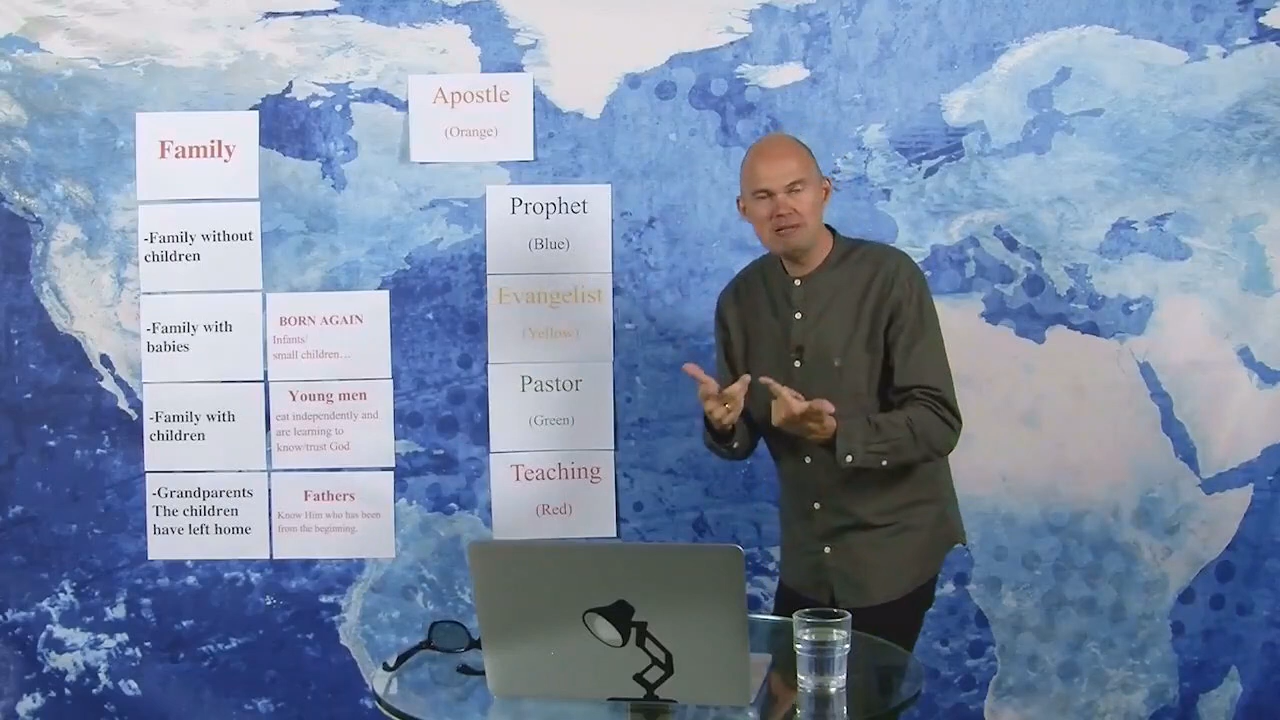 Family
-Family without
children
-Family with
babies
-Family with
children
-Grandparents
The children
have left home
BORN AGAIN
Infants/
small children…
Young men
eat independently and
are learning to
know/trust God
Fathers
Know Him who has been
from the beginning.
Apostle
(Orange)
Prophet
(Blue)
Evangelist
(Yellow)
Pastor
(Green)
Teaching
(Red)